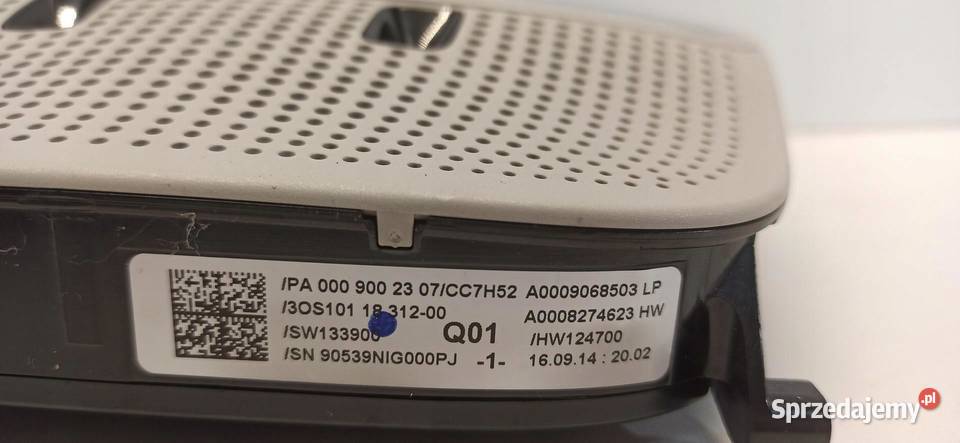 /PA 000 900 23 07/CC7H52 A0009068503 LP
/3OS101 18.312-00 A0008274623 HW
/SW133900 Q01 /HW124700
/SN 90539NIG000PJ -1- 16.09.14 : 20.02
Sprzedajemy.pl